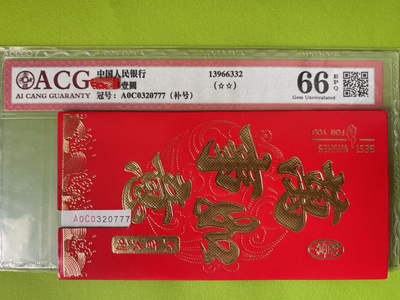 ACG
AI CANG GUARANTY
中国人民银行
壹圆
冠号：A0C0320777（补号）
13966332
（☆☆）
66
EPQ
Gem Uncirculated
BEST WISHES
FOR YOU
A0C0320777